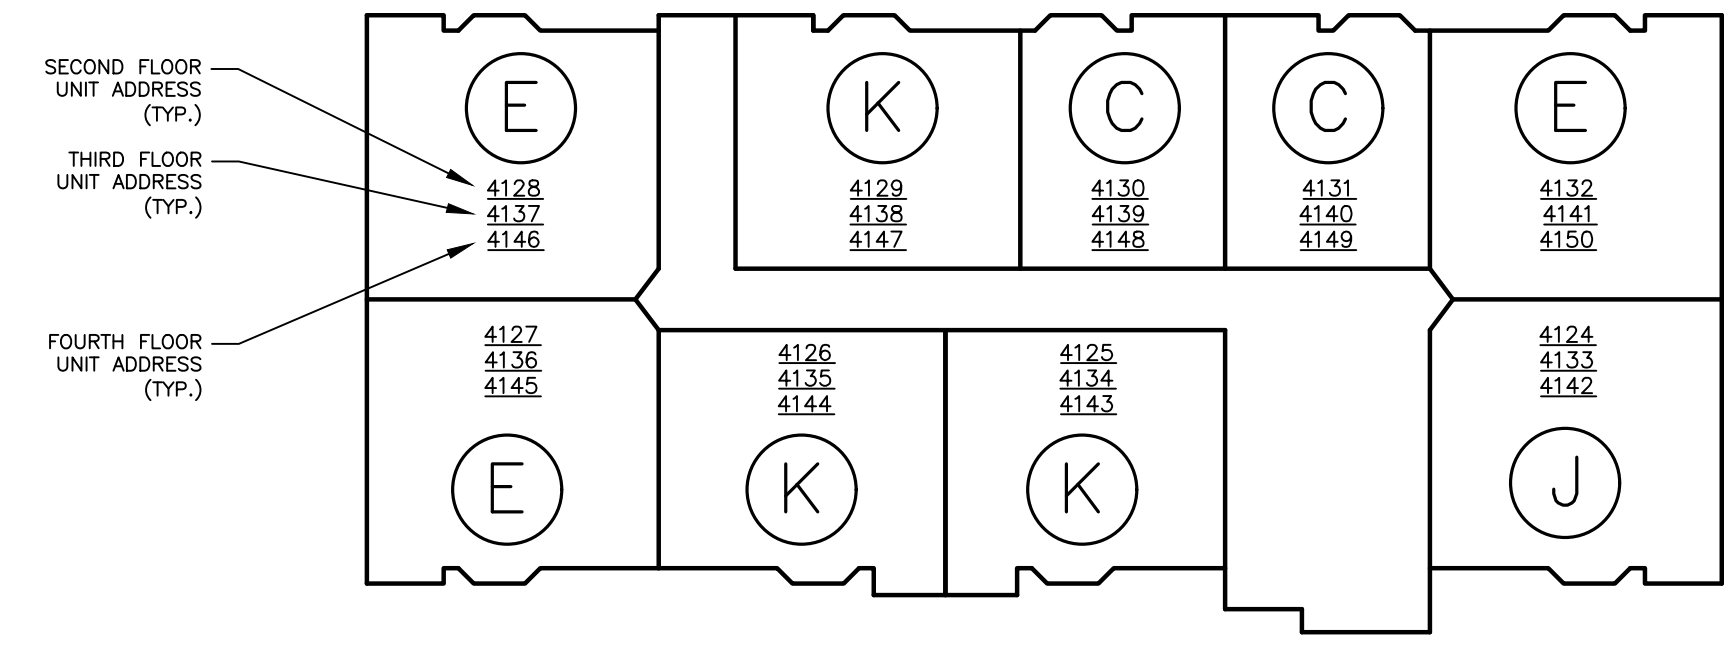 SECOND FLOOR
UNIT ADDRESS
(TYP.)
THIRD FLOOR
UNIT ADDRESS
(TYP.)
FOURTH FLOOR
UNIT ADDRESS
(TYP.)
E
4128
4137
4146
K
4129
4138
4147
C
4130
4139
4148
C
4131
4140
4149
E
4132
4141
4150
4127
4136
4145
E
4126
4135
4144
K
4125
4134
4143
K
4124
4133
4142
J